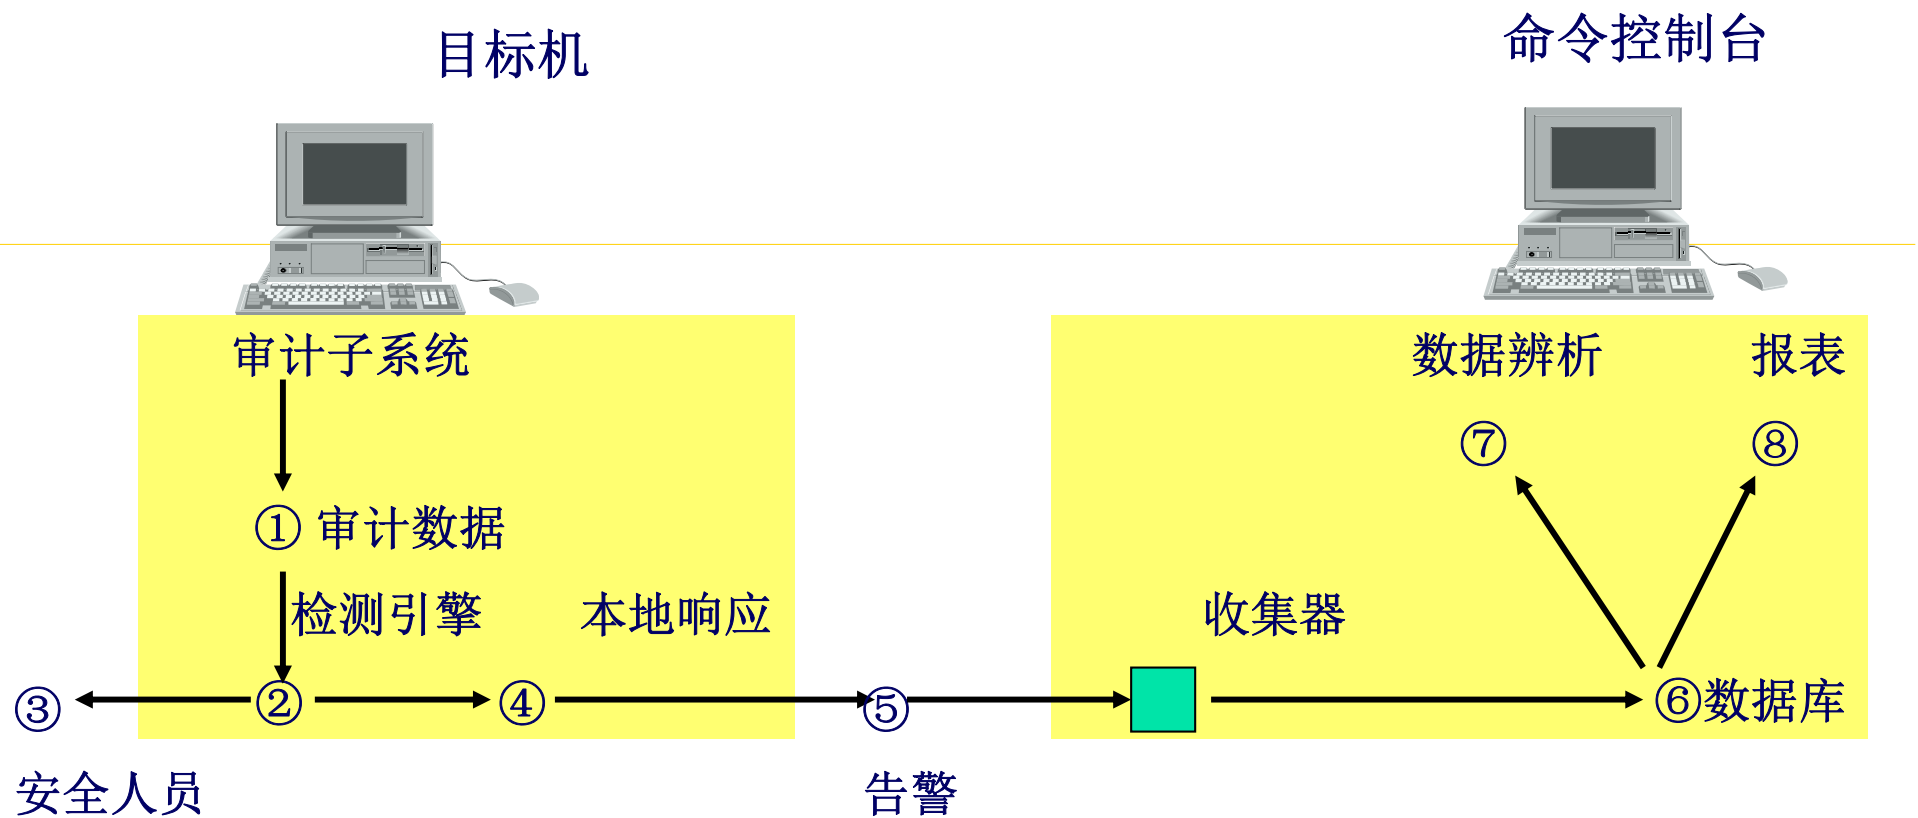 目标机
命令控制台
审计子系统
数据辨析
报表
⑦
⑧
①审计数据
检测引擎
本地响应
收集器
③
②
④
⑤
⑥数据库
安全人员
告警